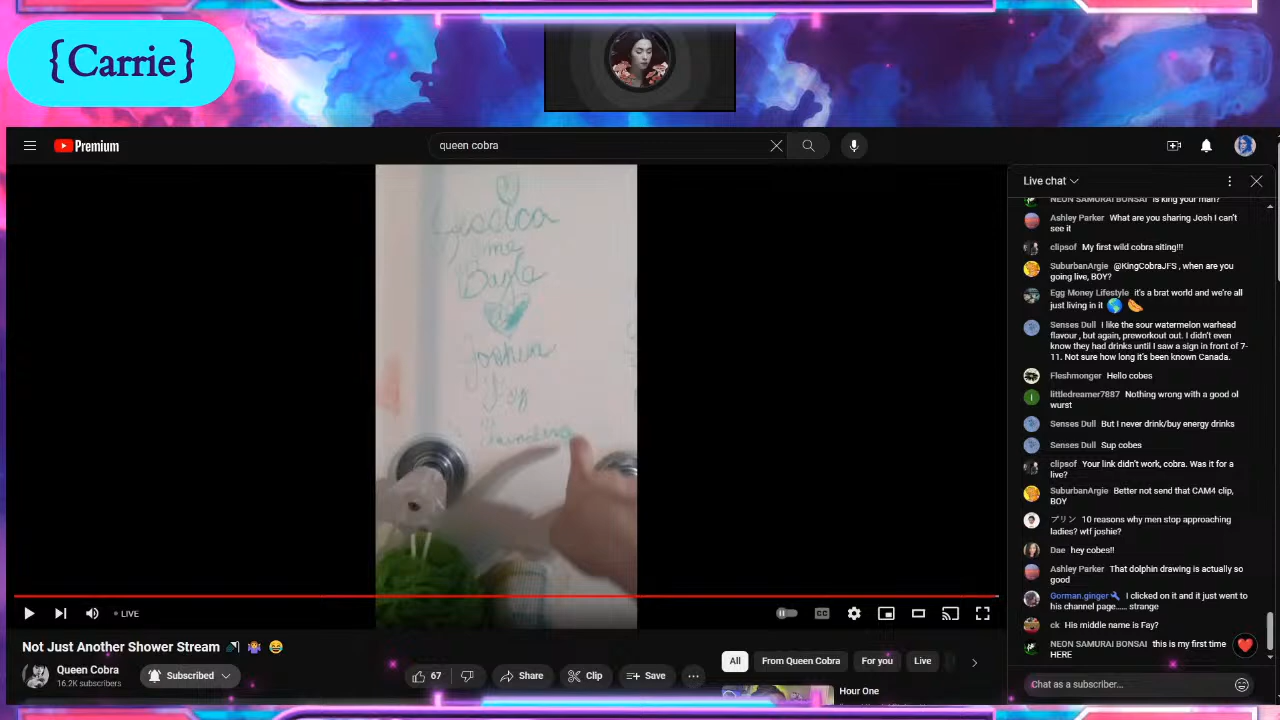 {Carrie}
Premium
queen cobra
Live chat
NEON SAMURAI BONSAI is king your man?
Ashley Parker What are you sharing Josh I can't
see it
clipsof My first wild cobra siting!!!
SuburbanArgie @KingCobraJFS , when are you
going live, BOY?
Egg Money Lifestyle it's a brat world and we're all
just living in it 🌎 🌭
Senses Dull I like the sour watermelon warhead
flavour , but again, preworkout out. I didn't even
know they had drinks until I saw a sign in front of 7-
11. Not sure how long it's been known Canada.
Fleshmonger Hello cobes
littledreamer7887 Nothing wrong with a good ol
wurst
Senses Dull But I never drink/buy energy drinks
Senses Dull Sup cobes
clipsof Your link didn't work, cobra. Was it for a
live?
SuburbanArgie Better not send that CAM4 clip,
BOY
プリン 10 reasons why men stop approaching
ladies? wtf joshie?
Dae hey cobes!!
Ashley Parker That dolphin drawing is actually so
good
Gorman.ginger I clicked on it and it just went to
his channel page...... strange
ck His middle name is Fay?
NEON SAMURAI BONSAI this is my first time
HERE
Chat as a subscriber...
Jessica
Joshua
LIVE
CC
Not Just Another Shower Stream 🚿 🤷‍♀️ 😂
Queen Cobra
16.2K subscribers
Subscribed
67
Share
Clip
Save
All
From Queen Cobra
For you
Live
Hour One